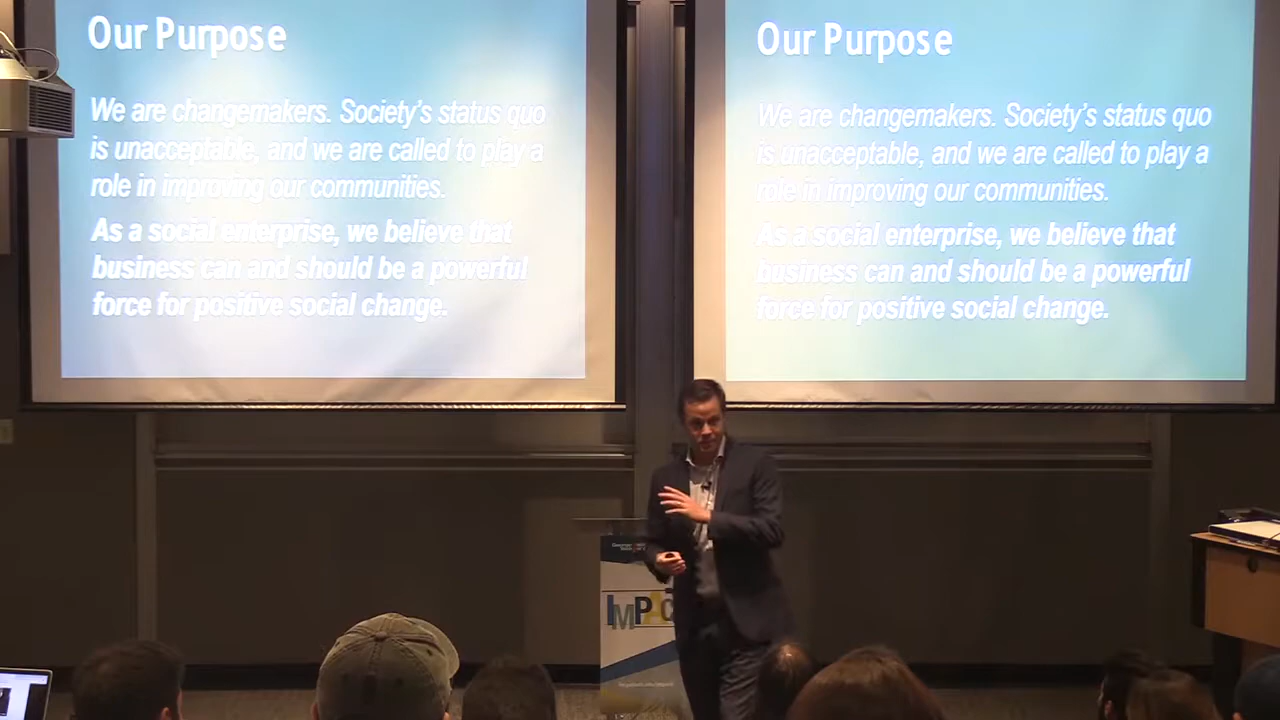 Our Purpose
We are changemakers. Society's status quo
is unacceptable, and we are called to play a
role in improving our communities.
As a social enterprise, we believe that
business can and should be a powerful
force for positive social change.
Our Purpose
We are changemakers. Society's status quo
is unacceptable, and we are called to play a
role in improving our communities.
As a social enterprise, we believe that
business can and should be a powerful
force for positive social change.
IMPAC